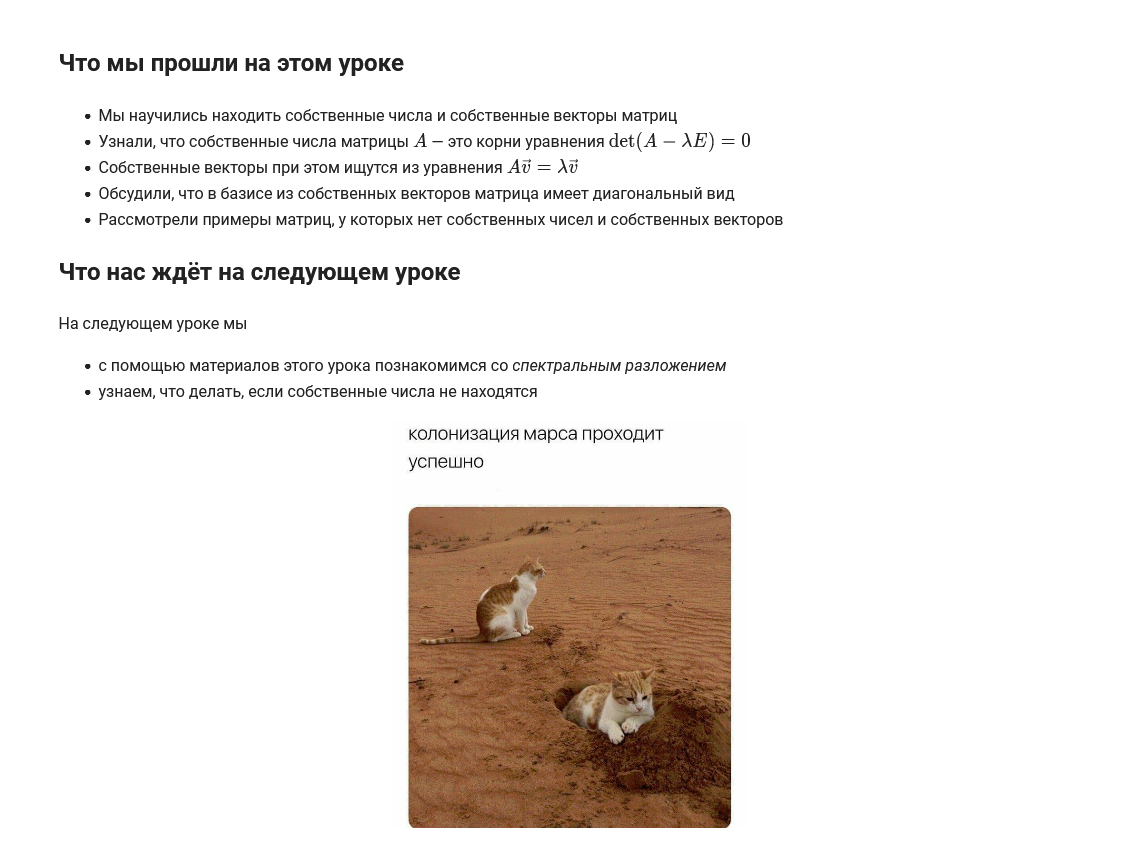 Что мы прошли на этом уроке
• Мы научились находить собственные числа и собственные векторы матриц
• Узнали, что собственные числа матрицы A – это корни уравнения det(A − λE) = 0
• Собственные векторы при этом ищутся из уравнения Av⃗ = λv⃗
• Обсудили, что в базисе из собственных векторов матрица имеет диагональный вид
• Рассмотрели примеры матриц, у которых нет собственных чисел и собственных векторов
Что нас ждёт на следующем уроке
На следующем уроке мы
• с помощью материалов этого урока познакомимся со спектральным разложением
• узнаем, что делать, если собственные числа не находятся
колонизация марса проходит
успешно